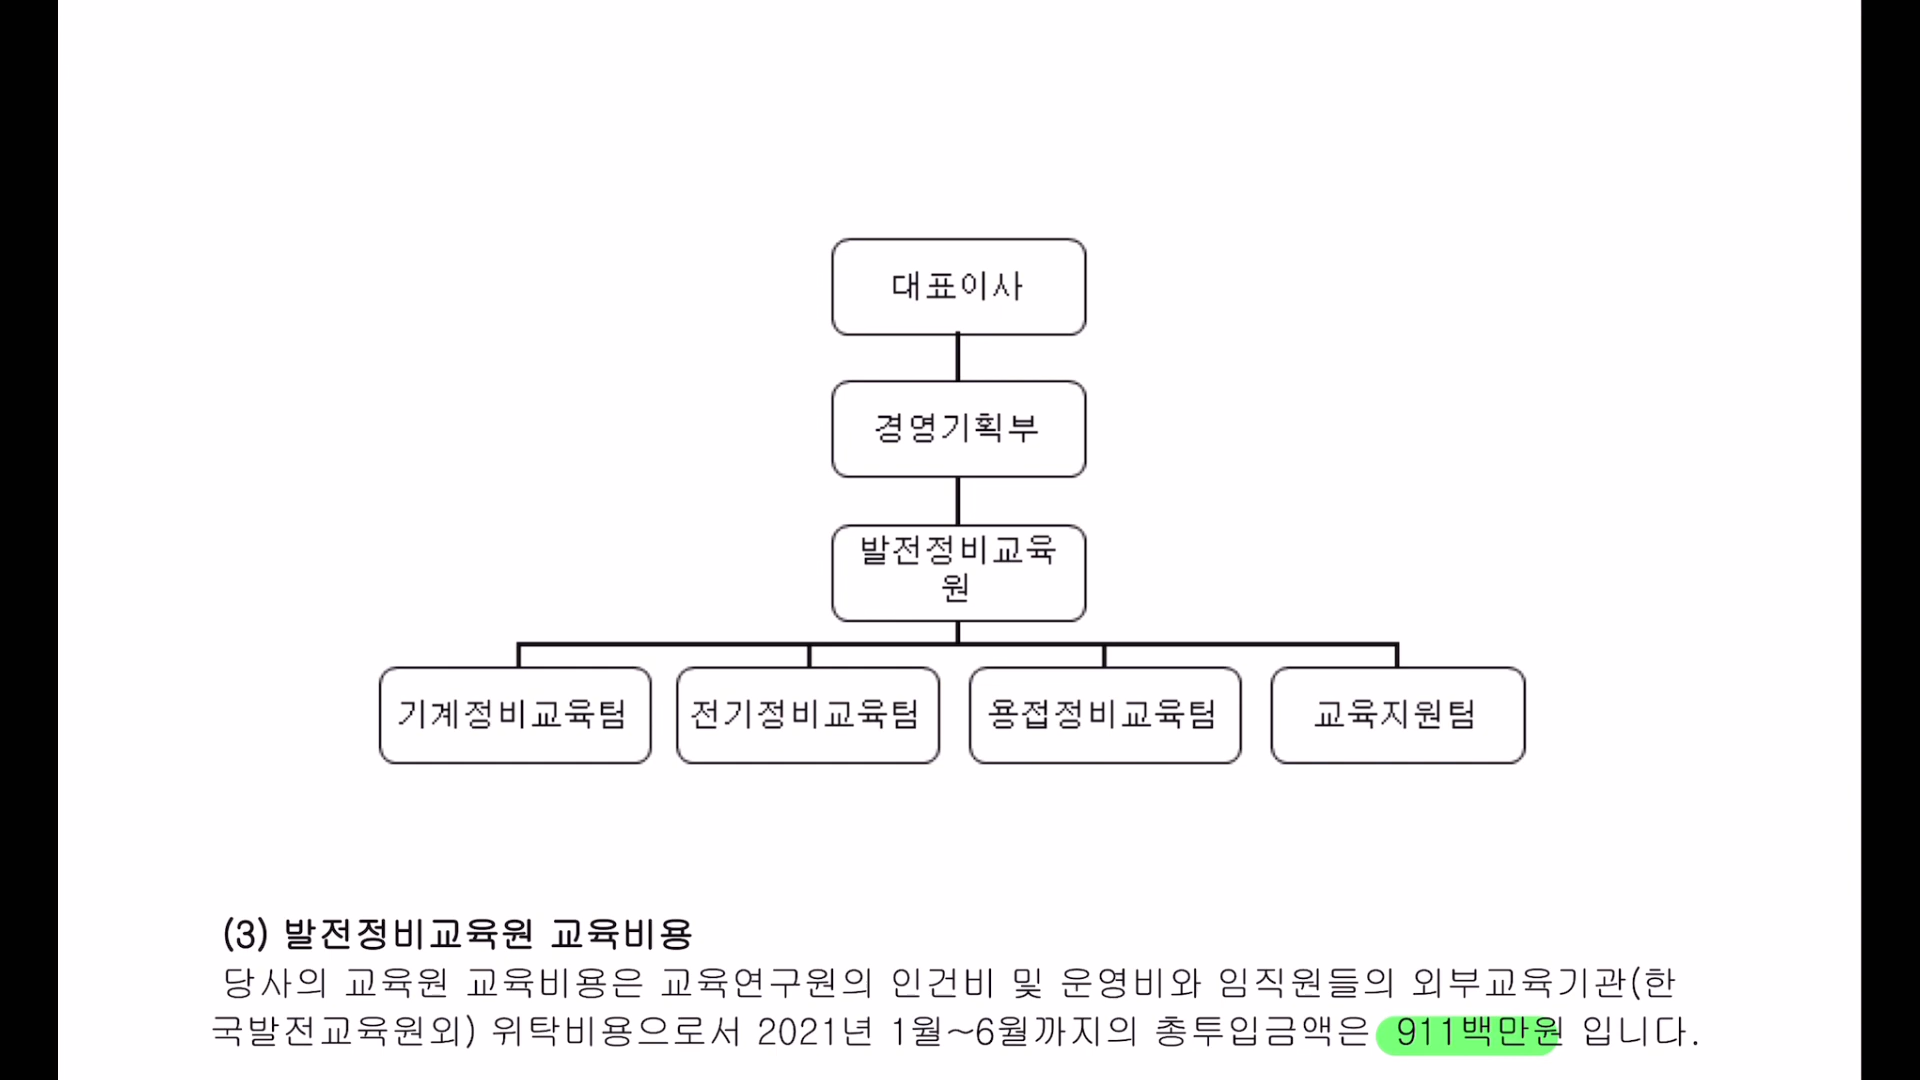 대표이사
경영기획부
발전정비교육
원
기계정비교육팀
전기정비교육팀
용접정비교육팀
교육지원팀
(3) 발전정비교육원 교육비용
당사의 교육원 교육비용은 교육연구원의 인건비 및 운영비와 임직원들의 외부교육기관(한
국발전교육원외) 위탁비용으로서 2021년 1월~6월까지의 총투입금액은 911백만원 입니다.